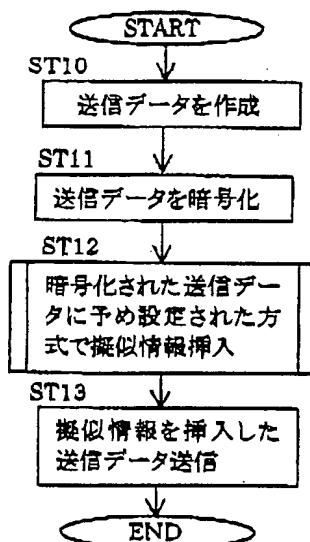 START
ST10
送信データを作成
ST11
送信データを暗号化
ST12
暗号化された送信デー
タに予め設定された方
式で擬似情報挿入
ST13
擬似情報を挿入した
送信データ送信
END